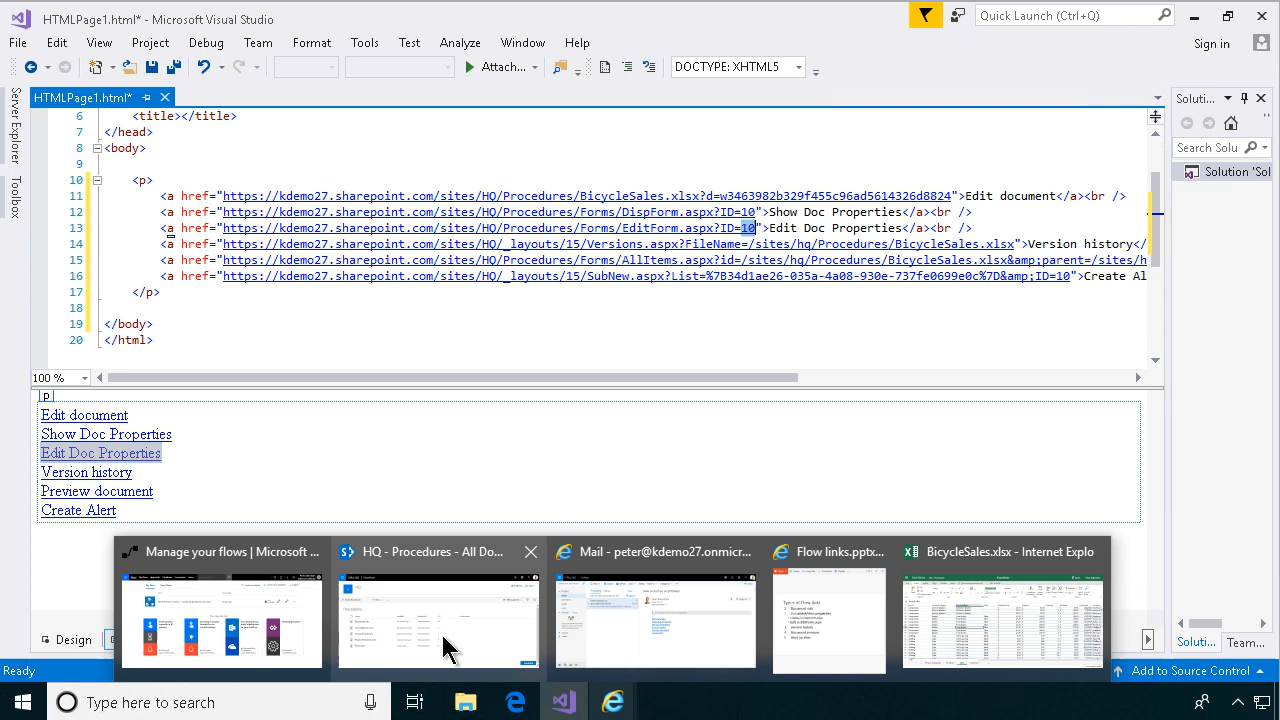 HTMLPage1.html* - Microsoft Visual Studio
Quick Launch (Ctrl+Q)
File Edit View Project Debug Team Format Tools Test Analyze Window Help
Sign in
Attach...
DOCTYPE: XHTML5
HTMLPage1.html*
Soluti...
Server Explorer
Toolbox
Search Solu
Solution 'Sol
6 <title></title>
7 </head>
8 <body>
9
10 <p>
11 <a href="https://kdemo27.sharepoint.com/sites/HQ/Procedures/BicycleSales.xlsx?d=w3463982b329f455c96ad5614326d8824">Edit document</a><br />
12 <a href="https://kdemo27.sharepoint.com/sites/HQ/Procedures/Forms/DispForm.aspx?ID=10">Show Doc Properties</a><br />
13 <a href="https://kdemo27.sharepoint.com/sites/HQ/Procedures/Forms/EditForm.aspx?ID=10">Edit Doc Properties</a><br />
14 <a href="https://kdemo27.sharepoint.com/sites/HQ/_layouts/15/Versions.aspx?FileName=/sites/hq/Procedures/BicycleSales.xlsx">Version history</
15 <a href="https://kdemo27.sharepoint.com/sites/HQ/Procedures/Forms/AllItems.aspx?id=/sites/hq/Procedures/BicycleSales.xlsx&amp;parent=/sites/h
16 <a href="https://kdemo27.sharepoint.com/sites/HQ/_layouts/15/SubNew.aspx?List=%7B34d1ae26-035a-4a08-930e-737fe0699e0c%7D&amp;ID=10">Create Al
17 </p>
18
19 </body>
20 </html>
100 %
p
Edit document
Show Doc Properties
Edit Doc Properties
Version history
Preview document
Create Alert
Manage your flows | Microsoft ...
HQ - Procedures - All Do...
Mail - peter@kdemo27.onmicr...
Flow links.pptx...
BicycleSales.xlsx - Internet Explo
Types of Flow links
Design
Soluti...
Team...
Ready
Add to Source Control
Type here to search